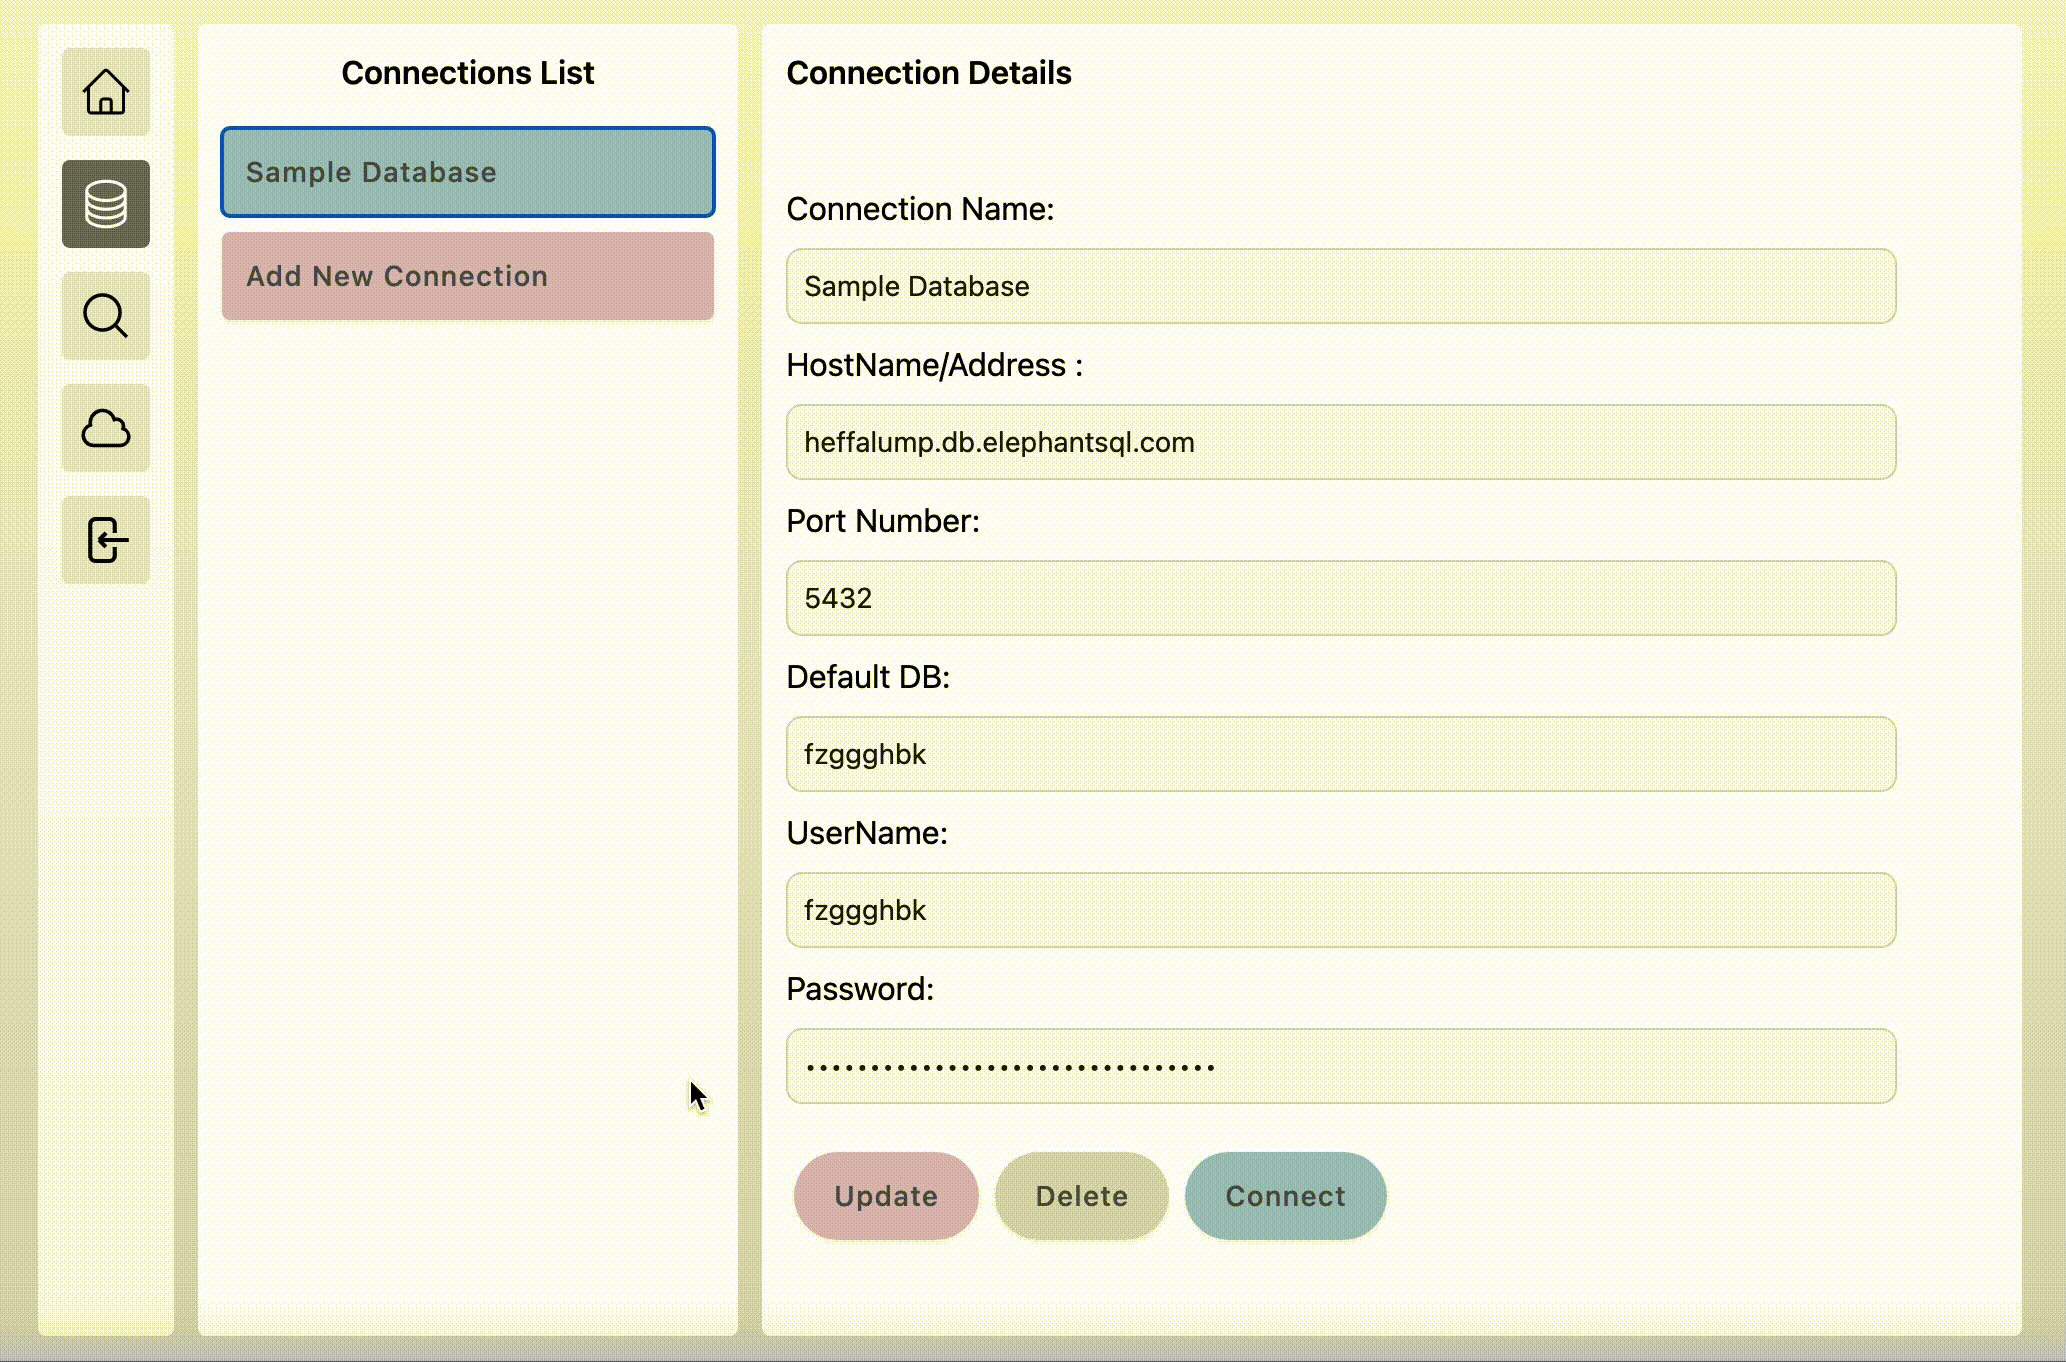 Connections List
Sample Database
Add New Connection
Connection Details
Connection Name:
Sample Database
HostName/Address :
heffalump.db.elephantsql.com
Port Number:
5432
Default DB:
fzggghbk
UserName:
fzggghbk
Password:
••••••••••••••••••••••••••••••••
Update Delete Connect